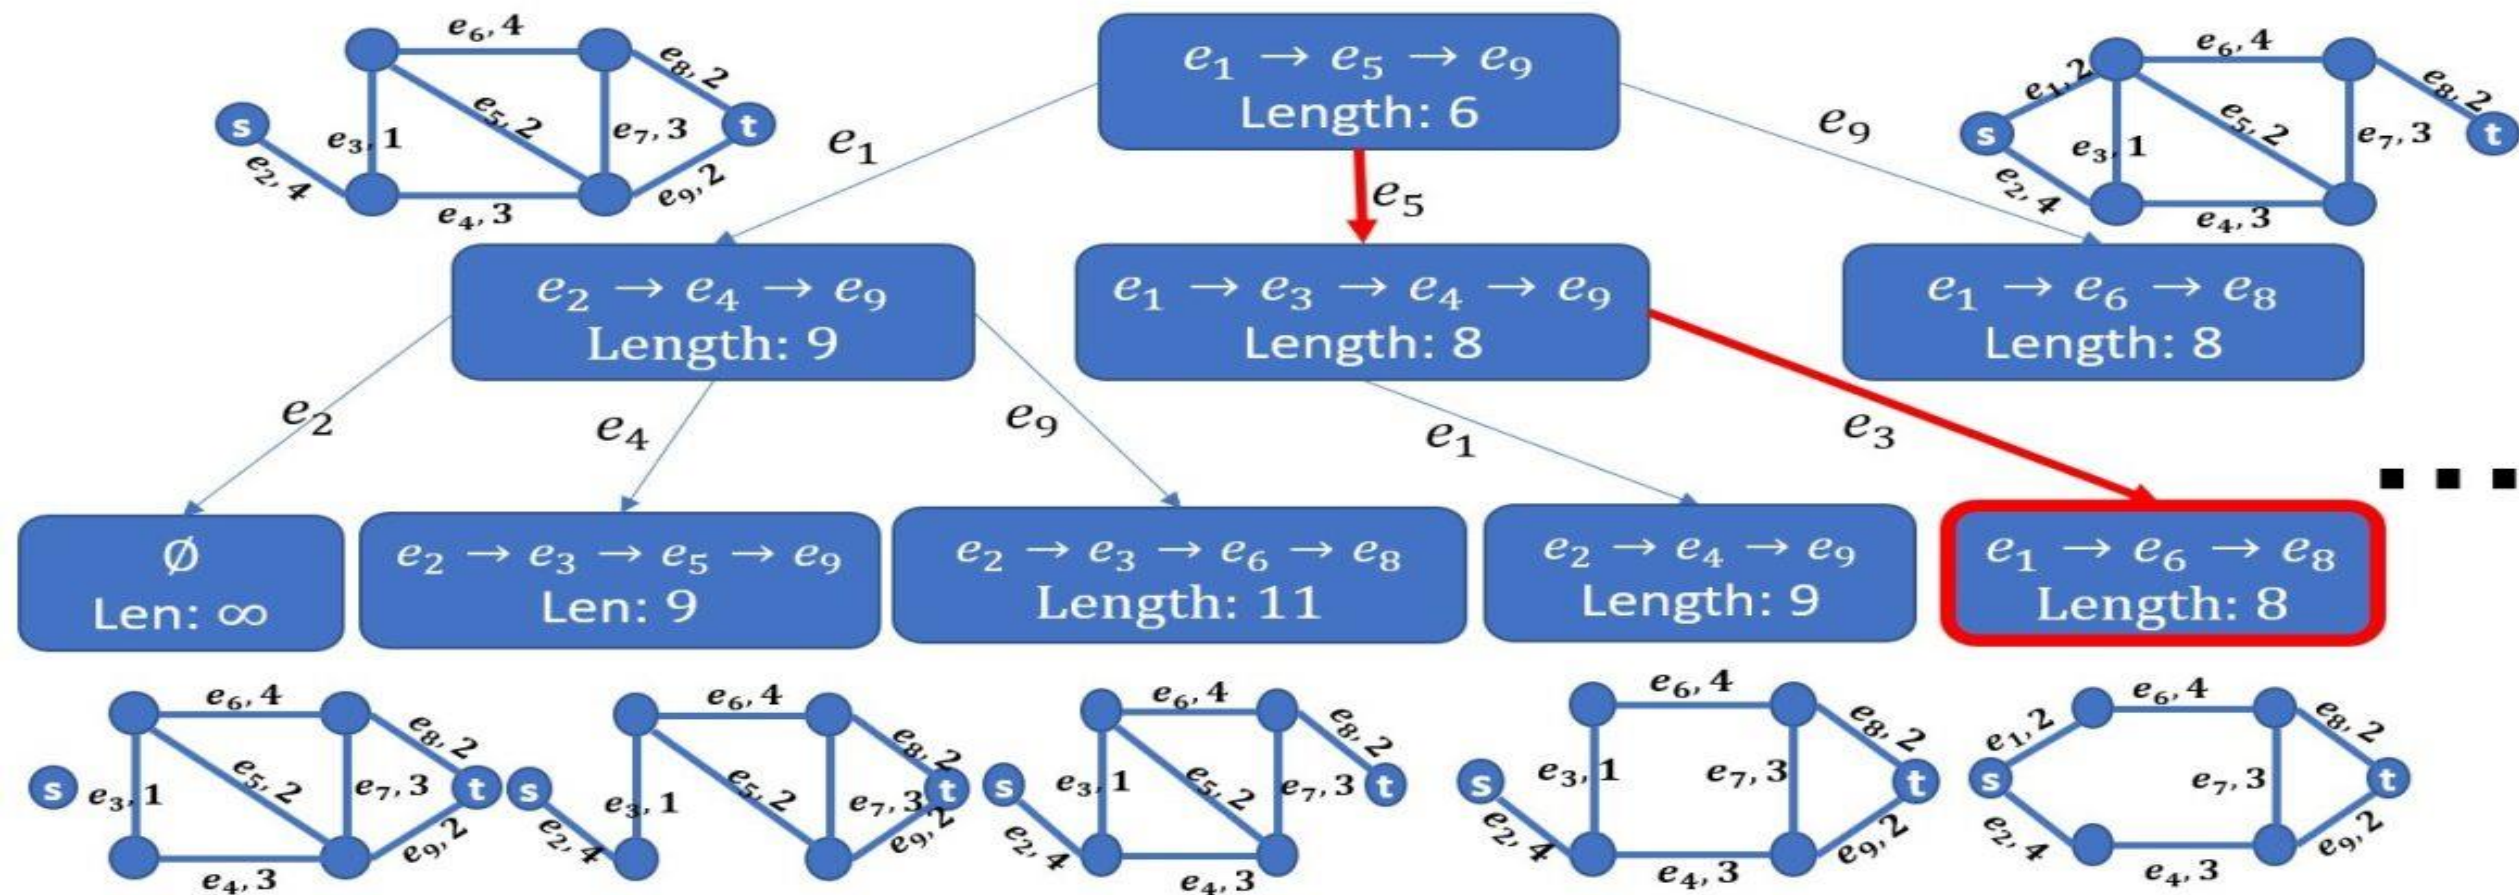 e₁ → e₅ → e₉
Length: 6
e₆, 4
e₈, 2
s
e₃, 1
e₅, 2
e₇, 3
t
e₂, 4
e₄, 3
e₉, 2
e₁
e₅
e₉
e₁, 2
e₆, 4
e₈, 2
s
e₃, 1
e₅, 2
e₇, 3
t
e₂, 4
e₄, 3
e₂ → e₄ → e₉
Length: 9
e₁ → e₃ → e₄ → e₉
Length: 8
e₁ → e₆ → e₈
Length: 8
e₂
e₄
e₉
e₁
e₃
...
∅
Len: ∞
e₂ → e₃ → e₅ → e₉
Len: 9
e₂ → e₃ → e₆ → e₈
Length: 11
e₂ → e₄ → e₉
Length: 9
e₁ → e₆ → e₈
Length: 8
e₆, 4
e₈, 2
s
e₃, 1
e₅, 2
e₇, 3
t
e₄, 3
e₉, 2
e₆, 4
e₈, 2
s
e₃, 1
e₅, 2
e₇, 3
t
e₂, 4
e₉, 2
e₆, 4
e₈, 2
s
e₃, 1
e₅, 2
e₇, 3
t
e₂, 4
e₄, 3
e₆, 4
e₈, 2
s
e₃, 1
e₇, 3
t
e₂, 4
e₄, 3
e₉, 2
e₁, 2
e₆, 4
e₈, 2
s
e₇, 3
t
e₂, 4
e₄, 3
e₉, 2